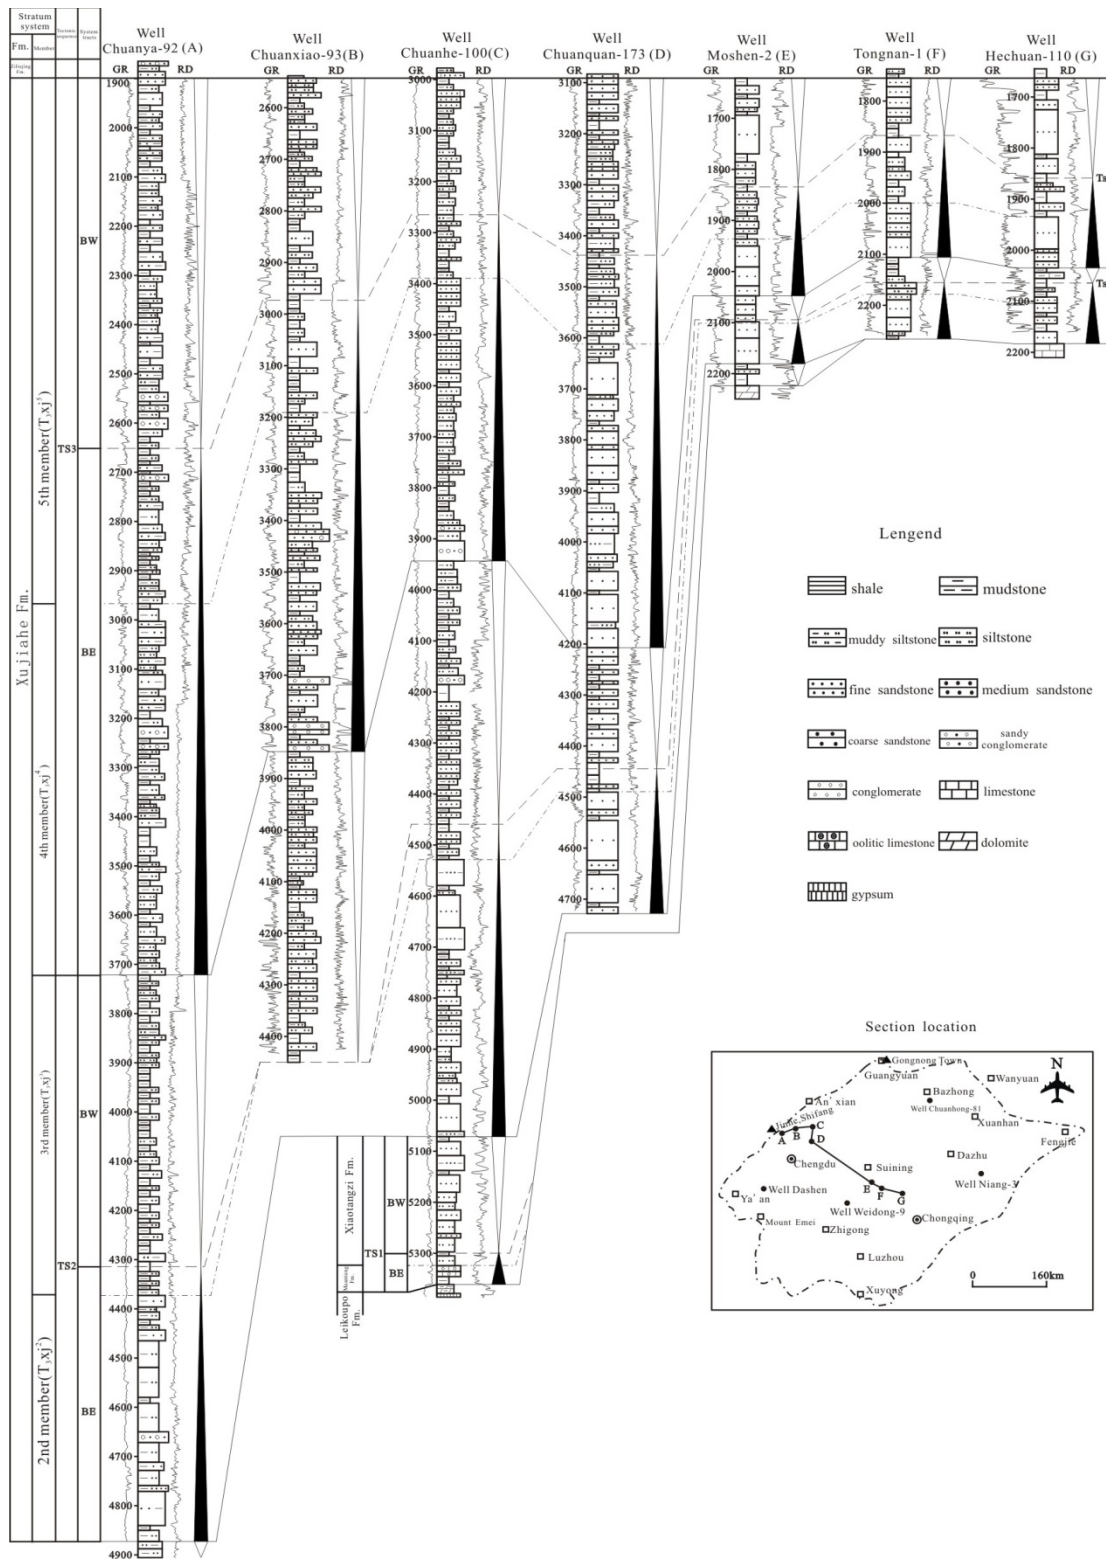 Stratum
system
Fm.
Member
Tectonic
sequence
System
tracts
Well
Chuanya-92 (A)
Well
Chuanxiao-93(B)
Well
Chuanhe-100(C)
Well
Chuanquan-173 (D)
Well
Moshen-2 (E)
Well
Tongnan-1 (F)
Well
Hechuan-110 (G)
GR RD
GR RD
GR RD
GR RD
GR RD
GR RD
GR RD
Xujiahe Fm.
5th member(T₃xj⁵)
4th member(T₃xj⁴)
3rd member(T₃xj³)
2nd member(T₃xj²)
TS3
TS2
BW
BE
BW
BE
1900
2000
2100
2200
2300
2400
2500
2600
2700
2800
2900
3000
3100
3200
3300
3400
3500
3600
3700
3800
3900
4000
4100
4200
4300
4400
4500
4600
4700
4800
4900
2600
2700
2800
2900
3000
3100
3200
3300
3400
3500
3600
3700
3800
3900
4000
4100
4200
4300
4400
3000
3100
3200
3300
3400
3500
3600
3700
3800
3900
4000
4100
4200
4300
4400
4500
4600
4700
4800
4900
5000
5100
5200
5300
Xiaotangzi Fm.
Leikoupo
Fm.
TS1
BW
BE
3100
3200
3300
3400
3500
3600
3700
3800
3900
4000
4100
4200
4300
4400
4500
4600
4700
1700
1800
1900
2000
2100
2200
1800
1900
2000
2100
2200
1700
1800
1900
2000
2100
2200
Ts
Ts
Lengend
shale
mudstone
muddy siltstone
siltstone
fine sandstone
medium sandstone
coarse sandstone
sandy
conglomerate
conglomerate
limestone
oolitic limestone
dolomite
gypsum
Section location
Gongnong Town
Guangyuan
N
Wanyuan
Bazhong
Well Chuanhong-81
An' xian
Xuanhan
Fengjie
A
B
C
D
Chengdu
Suining
Dazhu
Well Niang-3
Ya' an
Well Dashen
E
F
G
Well Weidong-9
Mount Emei
Zhigong
Chongqing
Luzhou
Xuyong
0 160km